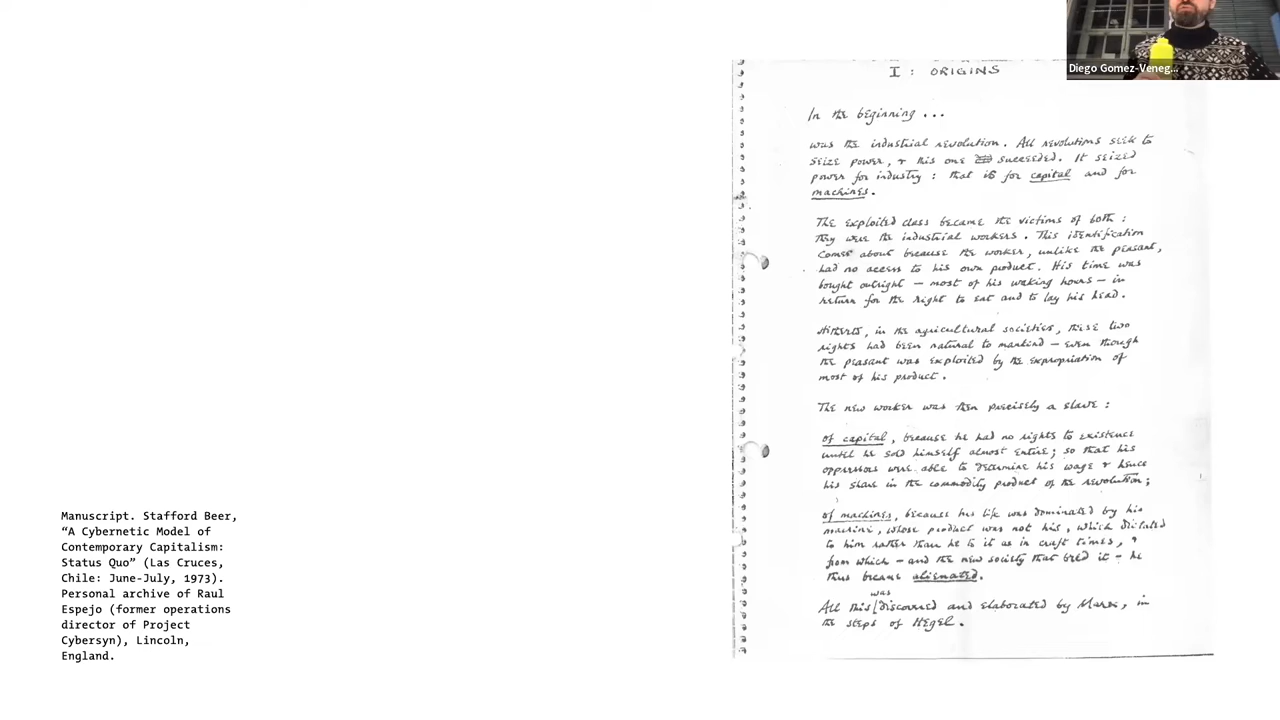 Diego Gomez-Veneg...
I : ORIGINS
In the beginning ...
was the industrial revolution. All revolutions seek to
seize power, & this one succeeded. It seized
power for industry : that is for capital and for
machines.
The exploited class became the victims of both :
they were the industrial workers. This identification
comes about because the worker, unlike the peasant,
had no access to his own product. His time was
bought outright — most of his waking hours — in
return for the right to eat and to lay his head.
Hitherto, in the agricultural societies, these two
rights had been natural to mankind — even though
the peasant was exploited by the expropriation of
most of his product.
The new worker was then precisely a slave :
of capital, because he had no rights to existence
until he sold himself almost entire; so that his
oppressors were able to determine his wage & hence
his share in the commodity product of the revolution;
of machines, because his life was dominated by his
machine, whose product was not his, which dictated
to him rather than he to it as in craft times, &
from which — and the new society that bred it — he
thus became alienated.
was
All this discovered and elaborated by Marx, in
the steps of Hegel.
Manuscript. Stafford Beer,
“A Cybernetic Model of
Contemporary Capitalism:
Status Quo” (Las Cruces,
Chile: June-July, 1973).
Personal archive of Raul
Espejo (former operations
director of Project
Cybersyn), Lincoln,
England.